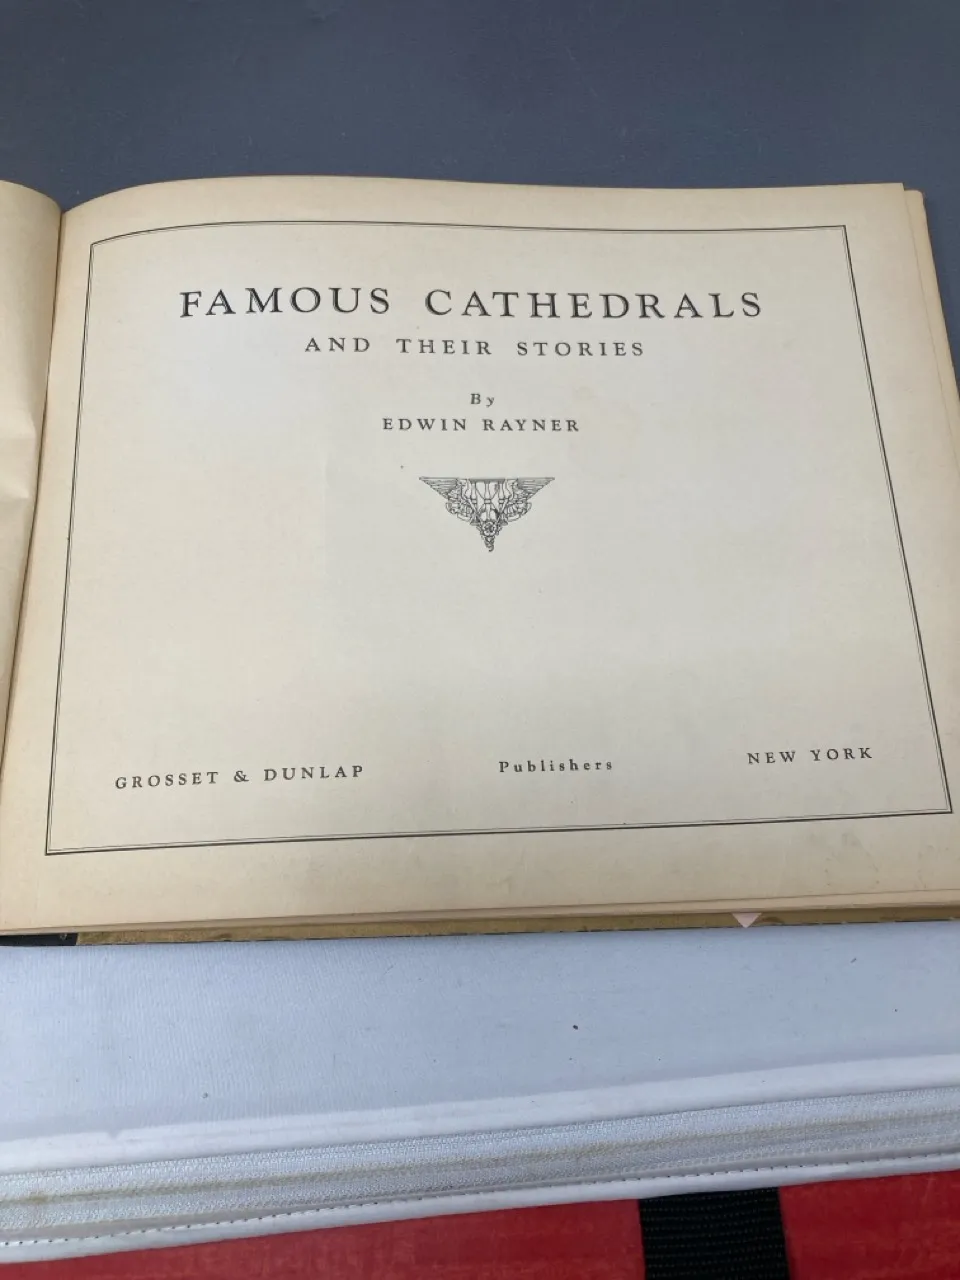 FAMOUS CATHEDRALS
AND THEIR STORIES
By
EDWIN RAYNER
GROSSET & DUNLAP Publishers NEW YORK